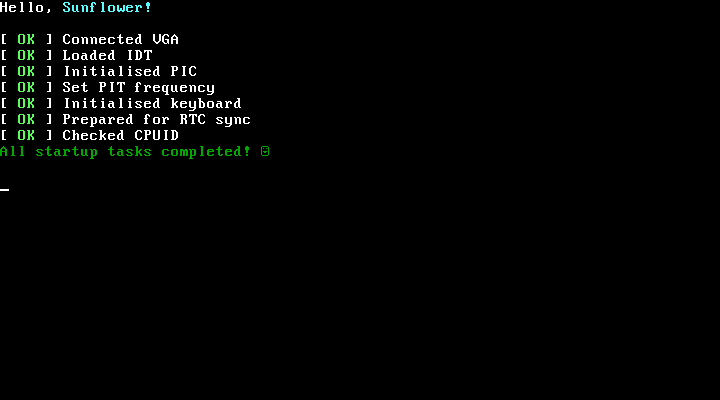 Hello, Sunflower!
[ OK ] Connected VGA
[ OK ] Loaded IDT
[ OK ] Initialised PIC
[ OK ] Set PIT frequency
[ OK ] Initialised keyboard
[ OK ] Prepared for RTC sync
[ OK ] Checked CPUID
All startup tasks completed! ☺
_